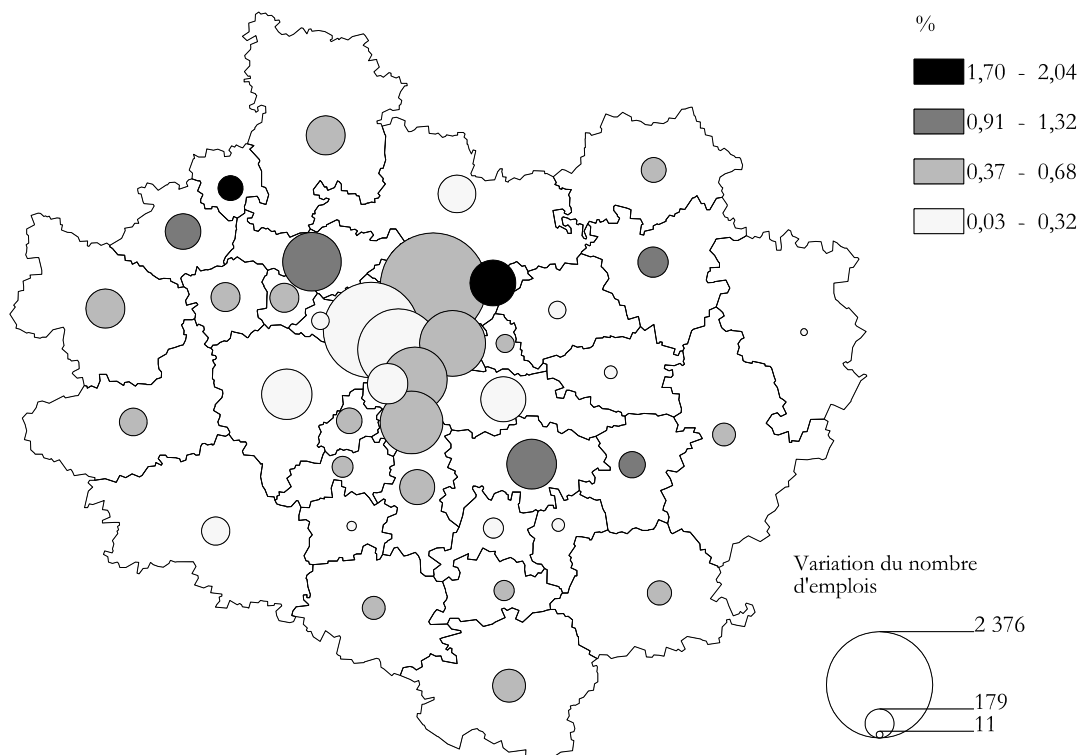 %
1,70 - 2,04
0,91 - 1,32
0,37 - 0,68
0,03 - 0,32
Variation du nombre
d'emplois
2 376
179
11